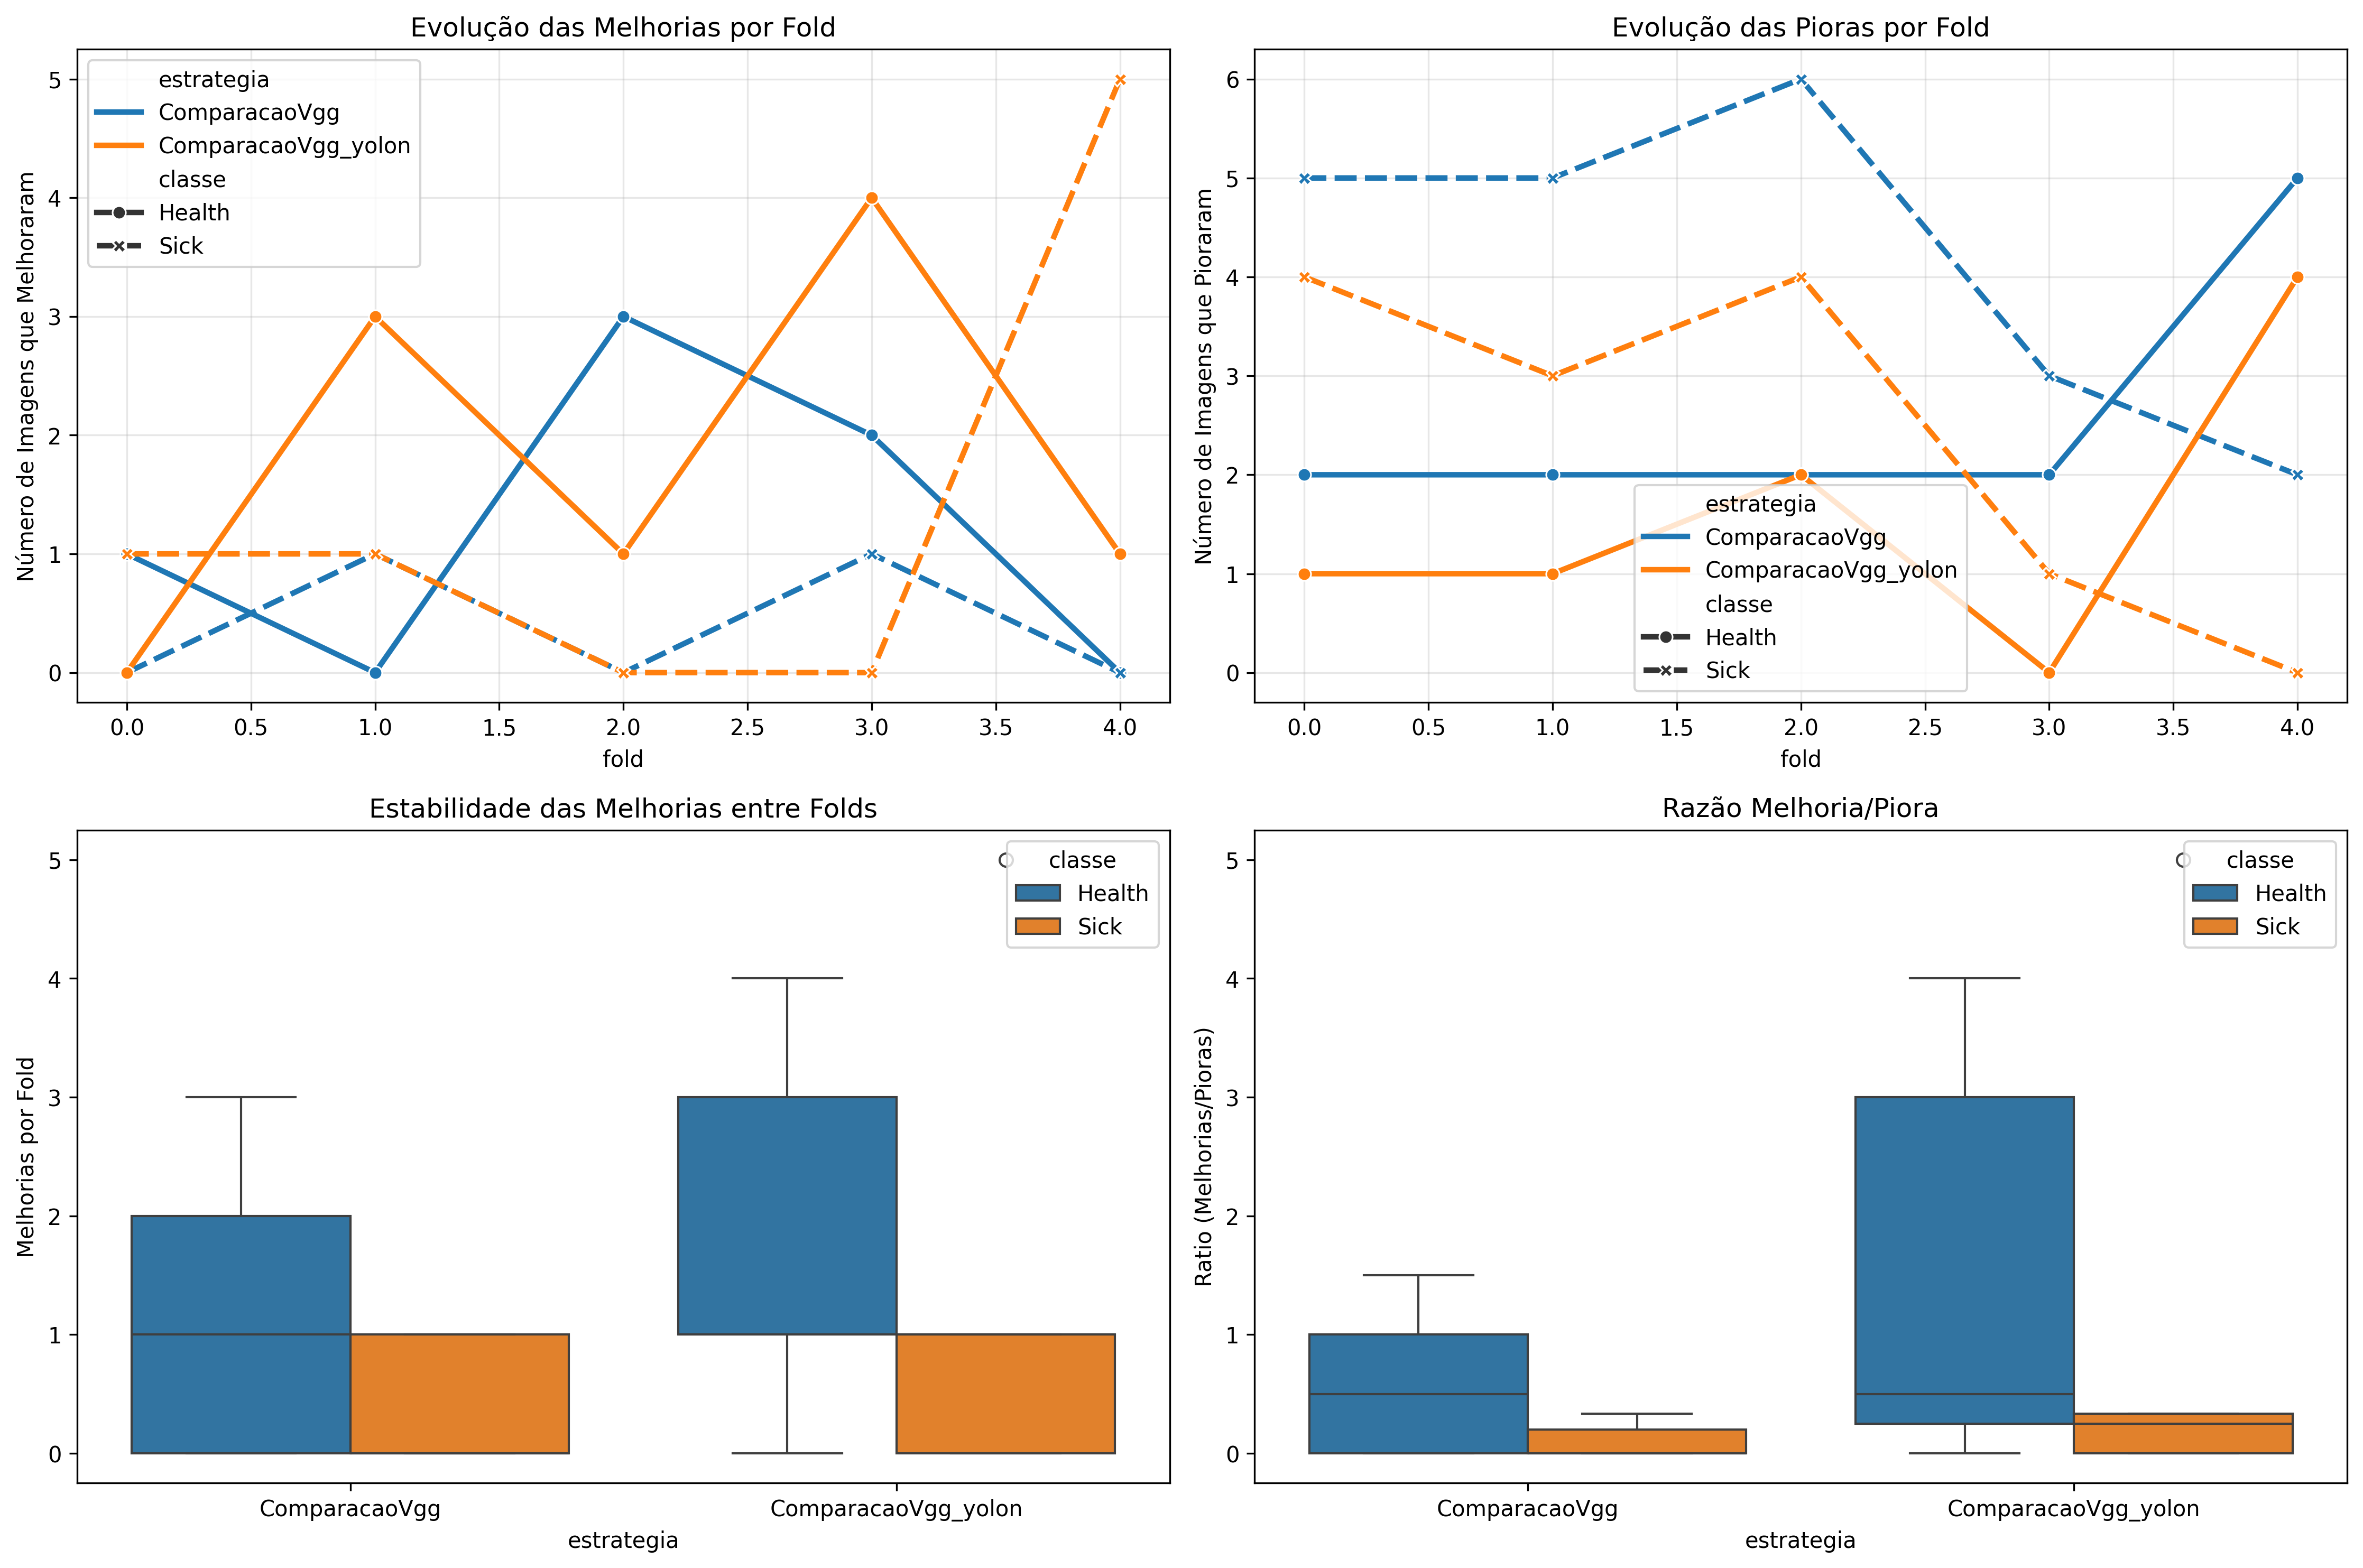 Evolução das Melhorias por Fold
Número de Imagens que Melhoraram
5
4
3
2
1
0
estrategia
ComparacaoVgg
ComparacaoVgg_yolon
classe
Health
Sick
0.0 0.5 1.0 1.5 2.0 2.5 3.0 3.5 4.0
fold
Evolução das Pioras por Fold
Número de Imagens que Pioraram
6
5
4
3
2
1
0
estrategia
ComparacaoVgg
ComparacaoVgg_yolon
classe
Health
Sick
0.0 0.5 1.0 1.5 2.0 2.5 3.0 3.5 4.0
fold
Estabilidade das Melhorias entre Folds
Melhorias por Fold
5
4
3
2
1
0
classe
Health
Sick
ComparacaoVgg ComparacaoVgg_yolon
estrategia
Razão Melhoria/Piora
Ratio (Melhorias/Pioras)
5
4
3
2
1
0
classe
Health
Sick
ComparacaoVgg ComparacaoVgg_yolon
estrategia